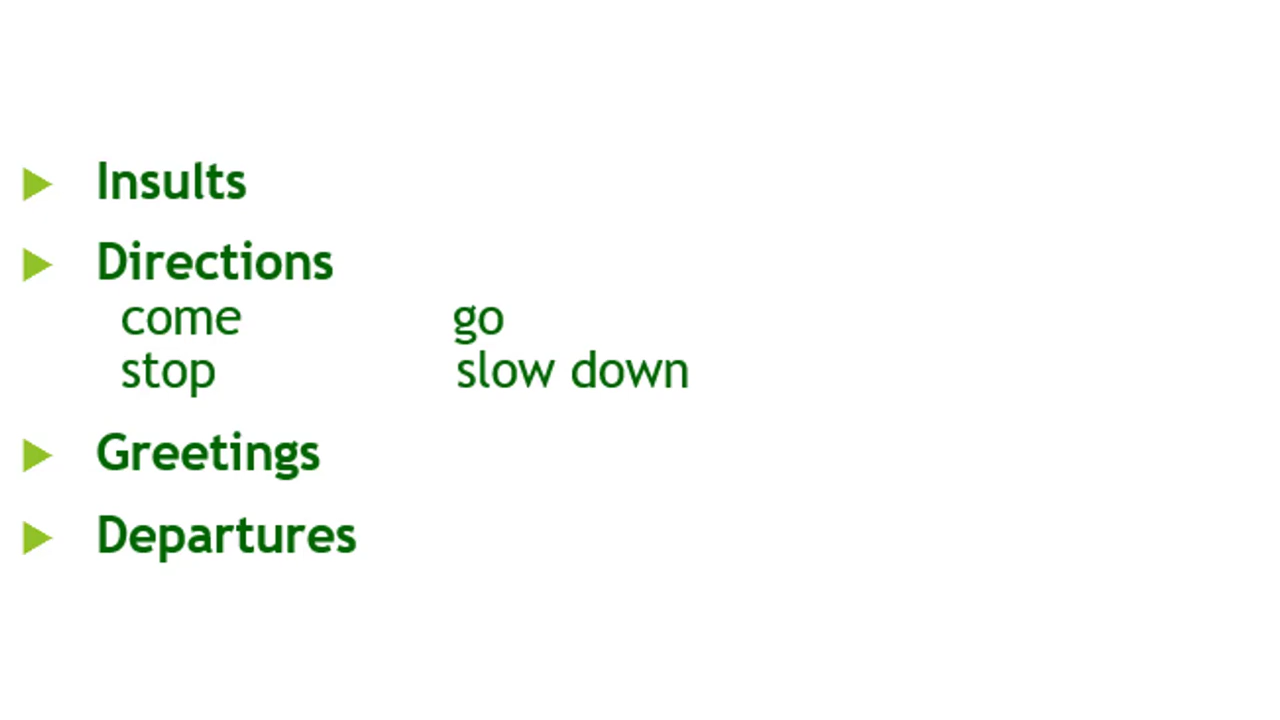 Insults
Directions
come go
stop slow down
Greetings
Departures